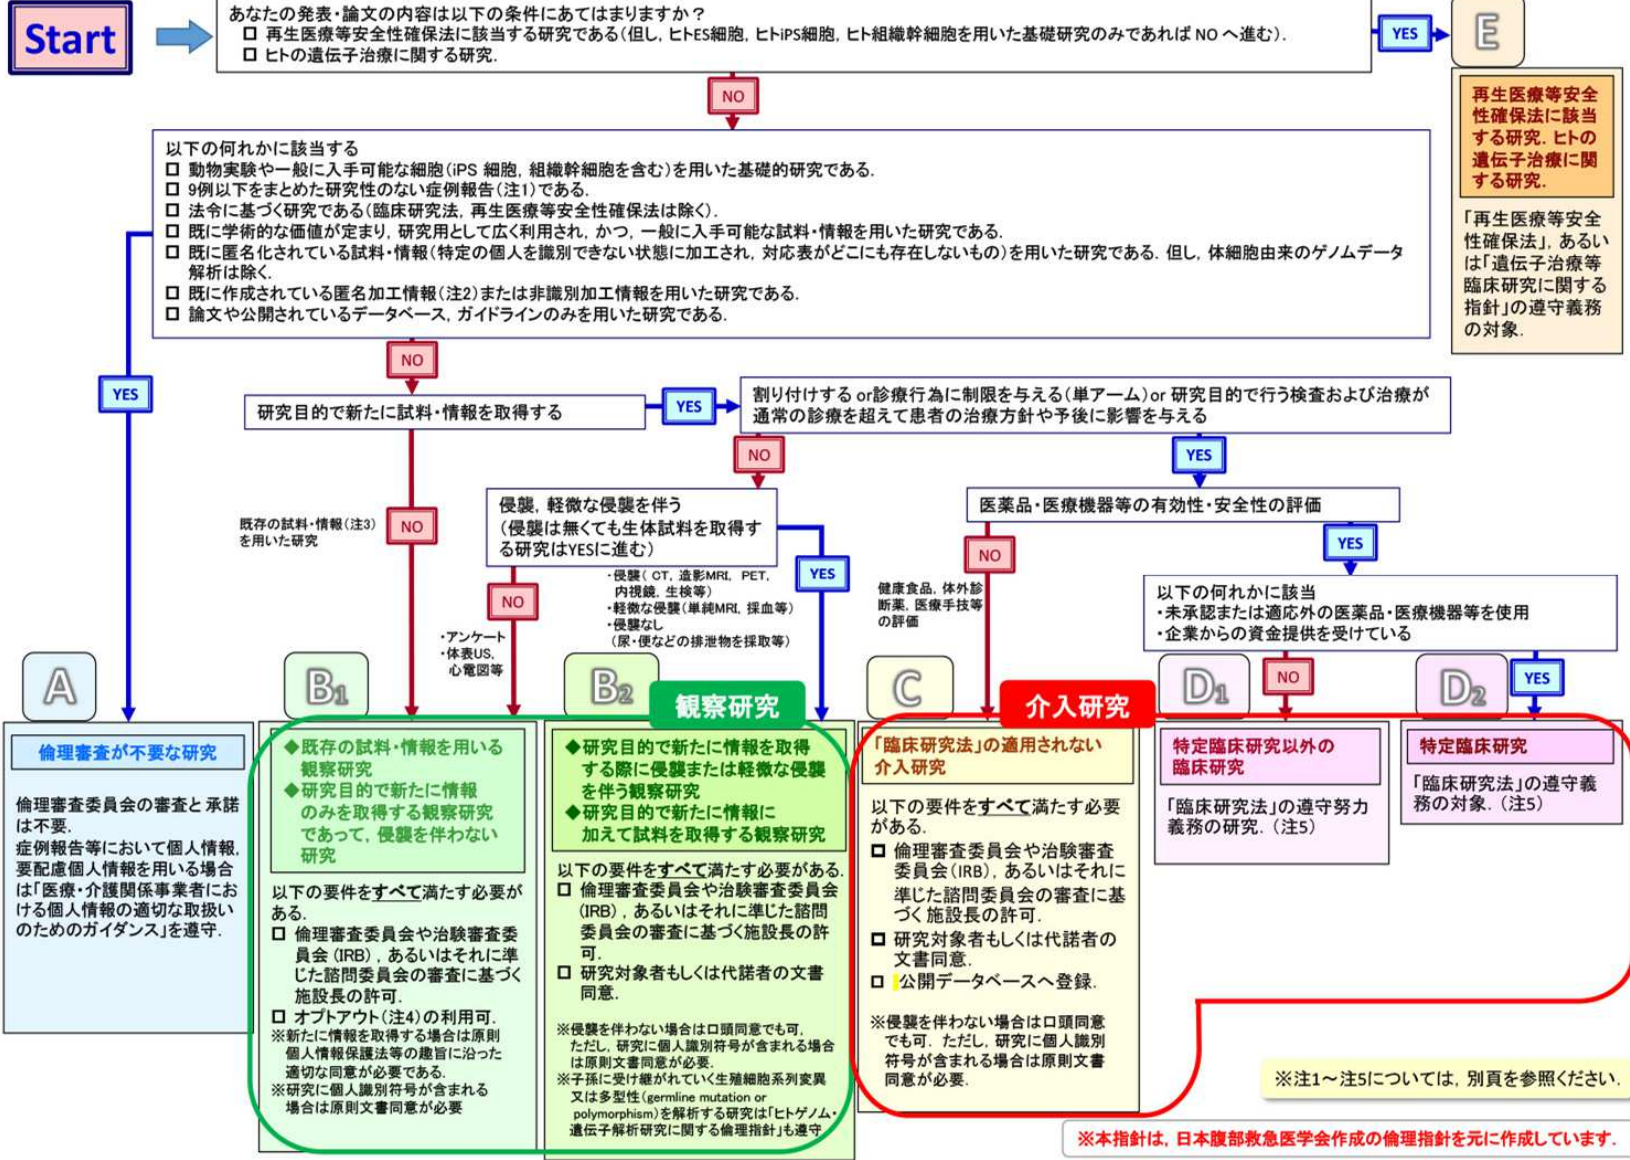 Start
あなたの発表・論文の内容は以下の条件にあてはまりますか？
□ 再生医療等安全性確保法に該当する研究である（但し，ヒトES細胞，ヒトiPS細胞，ヒト組織幹細胞を用いた基礎研究のみであれば NO へ進む）．
□ ヒトの遺伝子治療に関する研究．
YES
E
再生医療等安全
性確保法に該当
する研究．ヒトの
遺伝子治療に関
する研究．
「再生医療等安全
性確保法」，あるい
は「遺伝子治療等
臨床研究に関する
指針」の遵守義務
の対象．
NO
以下の何れかに該当する
□ 動物実験や一般に入手可能な細胞（iPS 細胞，組織幹細胞を含む）を用いた基礎的研究である．
□ 9例以下をまとめた研究性のない症例報告（注1）である．
□ 法令に基づく研究である（臨床研究法，再生医療等安全性確保法は除く）．
□ 既に学術的な価値が定まり，研究用として広く利用され，かつ，一般に入手可能な試料・情報を用いた研究である．
□ 既に匿名化されている試料・情報（特定の個人を識別できない状態に加工され，対応表がどこにも存在しないもの）を用いた研究である．但し，体細胞由来のゲノムデータ
解析は除く．
□ 既に作成されている匿名加工情報（注2）または非識別加工情報を用いた研究である．
□ 論文や公開されているデータベース，ガイドラインのみを用いた研究である．
YES
NO
研究目的で新たに試料・情報を取得する
YES
割り付けする or診療行為に制限を与える（単アーム）or 研究目的で行う検査および治療が
通常の診療を超えて患者の治療方針や予後に影響を与える
NO
YES
既存の試料・情報（注3）
を用いた研究
NO
侵襲，軽微な侵襲を伴う
（侵襲は無くても生体試料を取得す
る研究はYESに進む）
NO
YES
・侵襲（ CT，造影MRI，PET，
内視鏡，生検等）
・軽微な侵襲（単純MRI，採血等）
・侵襲なし
（尿・便などの排泄物を採取等）
・アンケート
・体表US，
心電図等
医薬品・医療機器等の有効性・安全性の評価
NO
YES
健康食品，体外診
断薬，医療手技等
の評価
以下の何れかに該当
・未承認または適応外の医薬品・医療機器等を使用
・企業からの資金提供を受けている
NO
YES
A
倫理審査が不要な研究
倫理審査委員会の審査と承諾
は不要．
症例報告等において個人情報，
要配慮個人情報を用いる場合
は「医療・介護関係事業者にお
ける個人情報の適切な取扱い
のためのガイダンス」を遵守．
観察研究
B1
◆既存の試料・情報を用いる
観察研究
◆研究目的で新たに情報
のみを取得する観察研究
であって，侵襲を伴わない
研究
以下の要件をすべて満たす必要が
ある．
□ 倫理審査委員会や治験審査委
員会（IRB），あるいはそれに準
じた諮問委員会の審査に基づく
施設長の許可．
□ オプトアウト（注4）の利用可．
※新たに情報を取得する場合は原則
個人情報保護法等の趣旨に沿った
適切な同意が必要である．
※研究に個人識別符号が含まれる
場合は原則文書同意が必要
B2
◆研究目的で新たに情報を取得
する際に侵襲または軽微な侵襲
を伴う観察研究
◆研究目的で新たに情報に
加えて試料を取得する観察研究
以下の要件をすべて満たす必要がある．
□ 倫理審査委員会や治験審査委員会
（IRB），あるいはそれに準じた諮問
委員会の審査に基づく施設長の許
可．
□ 研究対象者もしくは代諾者の文書
同意．
※侵襲を伴わない場合は口頭同意でも可，
ただし，研究に個人識別符号が含まれる場合
は原則文書同意が必要．
※子孫に受け継がれていく生殖細胞系列変異
又は多型性（germline mutation or
polymorphism）を解析する研究は「ヒトゲノム・
遺伝子解析研究に関する倫理指針」も遵守
介入研究
C
「臨床研究法」の適用されない
介入研究
以下の要件をすべて満たす必要
がある．
□ 倫理審査委員会や治験審査
委員会（IRB），あるいはそれに
準じた諮問委員会の審査に基
づく施設長の許可．
□ 研究対象者もしくは代諾者の
文書同意．
□ 公開データベースへ登録．
※侵襲を伴わない場合は口頭同意
でも可．ただし，研究に個人識別
符号が含まれる場合は原則文書
同意が必要．
D1
特定臨床研究以外の
臨床研究
「臨床研究法」の遵守努力
義務の研究．（注5）
D2
特定臨床研究
「臨床研究法」の遵守義
務の対象．（注5）
※注1～注5については，別頁を参照ください．
※本指針は，日本腹部救急医学会作成の倫理指針を元に作成しています．